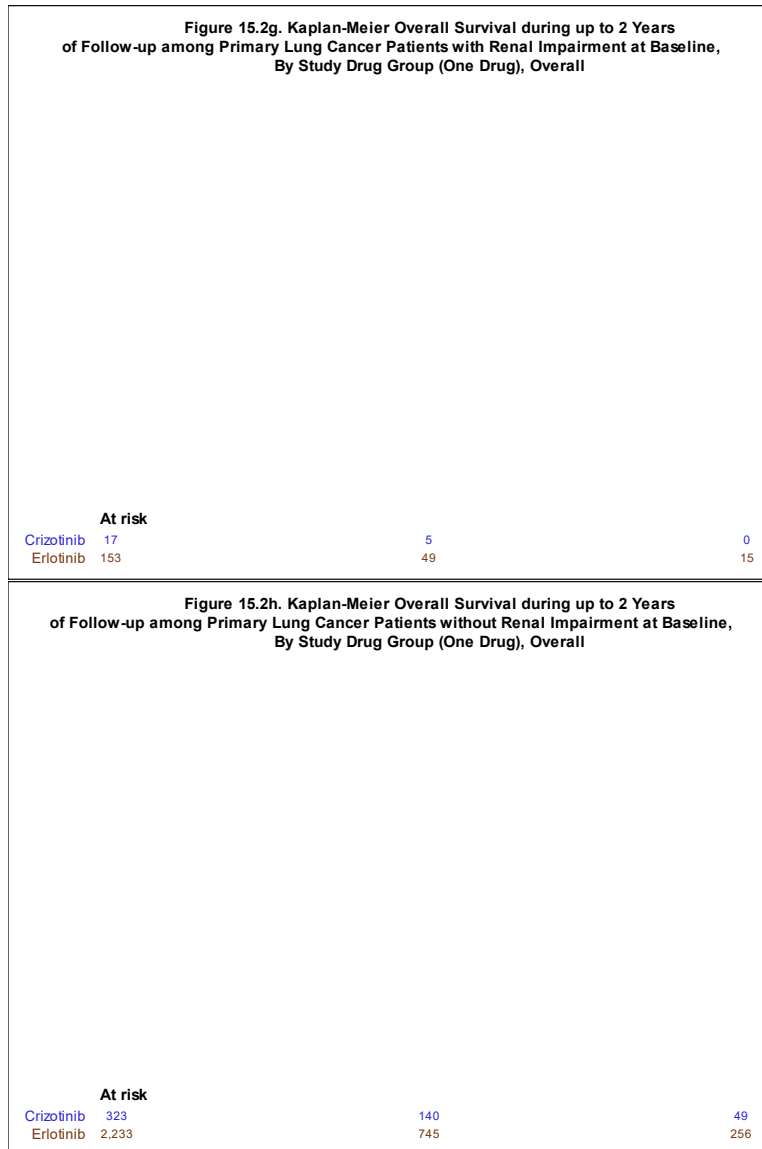 Figure 15.2g. Kaplan-Meier Overall Survival during up to 2 Years
of Follow-up among Primary Lung Cancer Patients with Renal Impairment at Baseline,
By Study Drug Group (One Drug), Overall
At risk
Crizotinib 17 5 0
Erlotinib 153 49 15
Figure 15.2h. Kaplan-Meier Overall Survival during up to 2 Years
of Follow-up among Primary Lung Cancer Patients without Renal Impairment at Baseline,
By Study Drug Group (One Drug), Overall
At risk
Crizotinib 323 140 49
Erlotinib 2,233 745 256